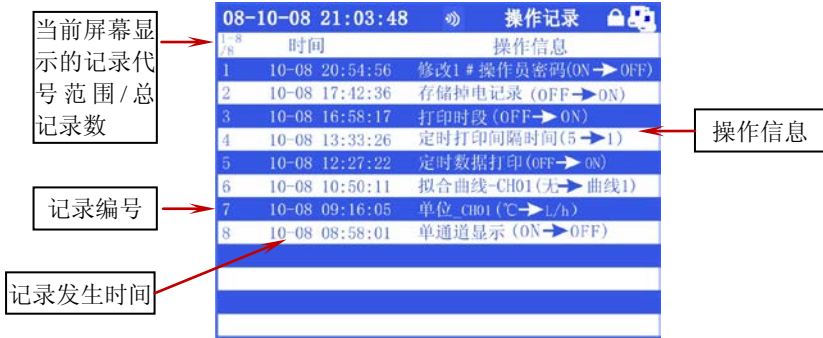 08-10-08 21:03:48 操作记录
当前屏幕显
示的记录代
号范围/总
记录数
1-8
/8 时间 操作信息
1 10-08 20:54:56 修改1#操作员密码(ON→OFF)
2 10-08 17:42:36 存储掉电记录(OFF→ON)
3 10-08 16:58:17 打印时段(OFF→ON)
4 10-08 13:33:26 定时打印间隔时间(5→1)
操作信息
5 10-08 12:27:22 定时数据打印(OFF→ON)
6 10-08 10:50:11 拟合曲线-CH01(无→曲线1)
记录编号
7 10-08 09:16:05 单位_CH01(℃→L/h)
8 10-08 08:58:01 单通道显示(ON→OFF)
记录发生时间